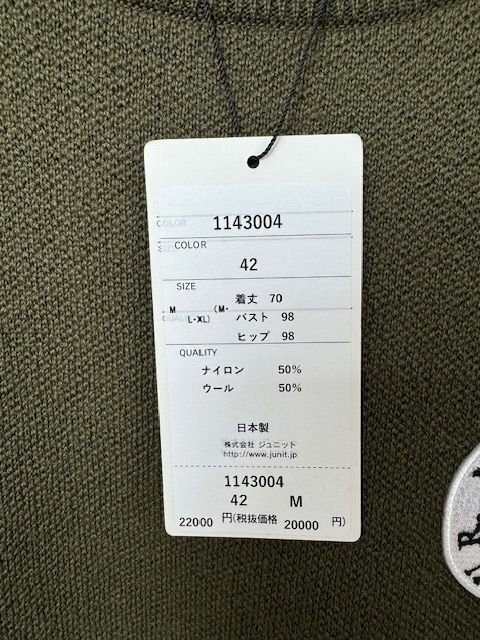 COLOR
1143004
COLOR
42
SIZE
M (M・
L・XL)
着丈 70
バスト 98
ヒップ 98
QUALITY
ナイロン 50%
ウール 50%
日本製
株式会社 ジュニット
http://www.junit.jp
1143004
42 M
22000 円(税抜価格 20000 円)